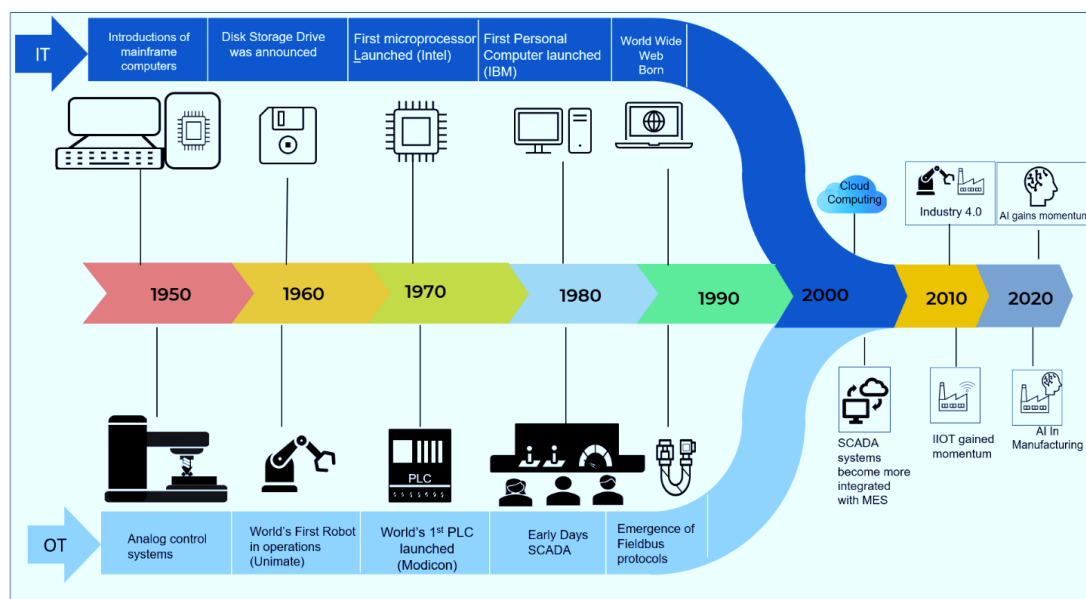 IT
Introductions of
mainframe
computers
Disk Storage Drive
was announced
First microprocessor
Launched (Intel)
First Personal
Computer launched
(IBM)
World Wide
Web
Born
Cloud
Computing
Industry 4.0
AI gains momentum
1950
1960
1970
1980
1990
2000
2010
2020
PLC
SCADA
systems
become more
integrated
with MES
IIOT gained
momentum
AI In
Manufacturing
OT
Analog control
systems
World's First Robot
in operations
(Unimate)
World's 1st PLC
launched
(Modicon)
Early Days
SCADA
Emergence of
Fieldbus
protocols